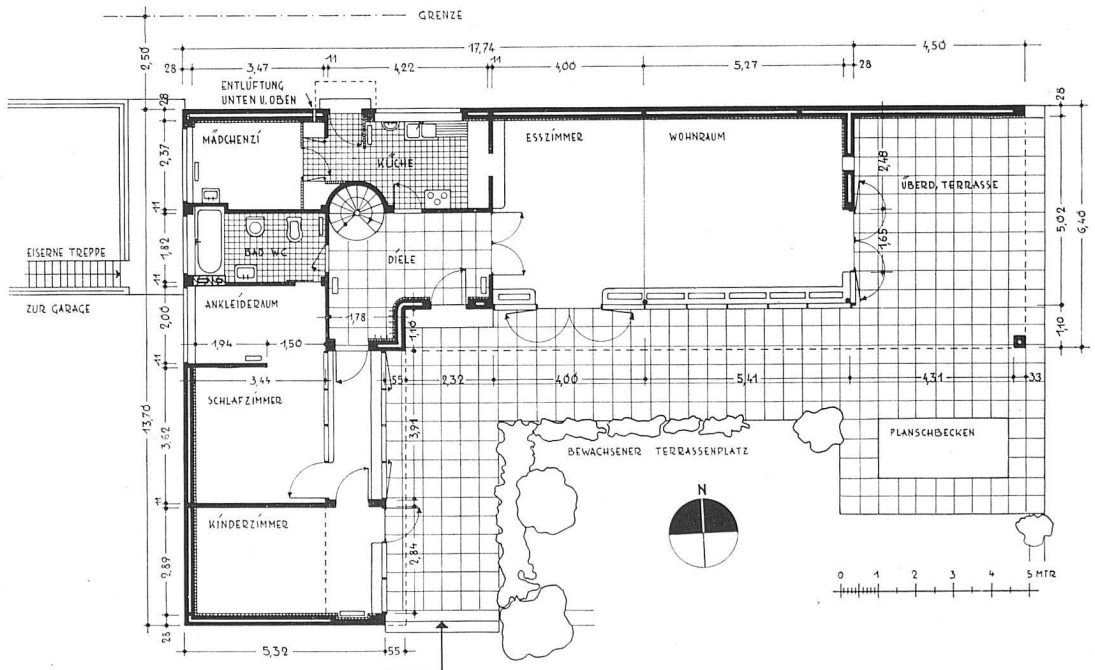 GRENZE
2,50
17,74
4,50
28
3,47
11
4,22
11
4,00
5,27
28
ENTLÜFTUNG
UNTEN U. OBEN
28
28
MÄDCHENZI
ESSZIMMER
WOHNRAUM
2,37
KÜCHE
2,48
ÜBERD. TERRASSE
5,02
6,40
11
1,82
BAD WC
DIELE
1,65
EISERNE TREPPE
11
ZUR GARAGE
ANKLEIDERAUM
2,00
1,78
1,10
1,10
1,94
1,50
11
3,44
55
2,32
4,00
5,41
4,31
33
SCHLAFZIMMER
13,70
3,62
3,91
PLANSCHBECKEN
BEWACHSENER TERRASSENPLATZ
N
11
KINDERZIMMER
2,84
2,89
0 1 2 3 4 5 MTR
28
5,32
55